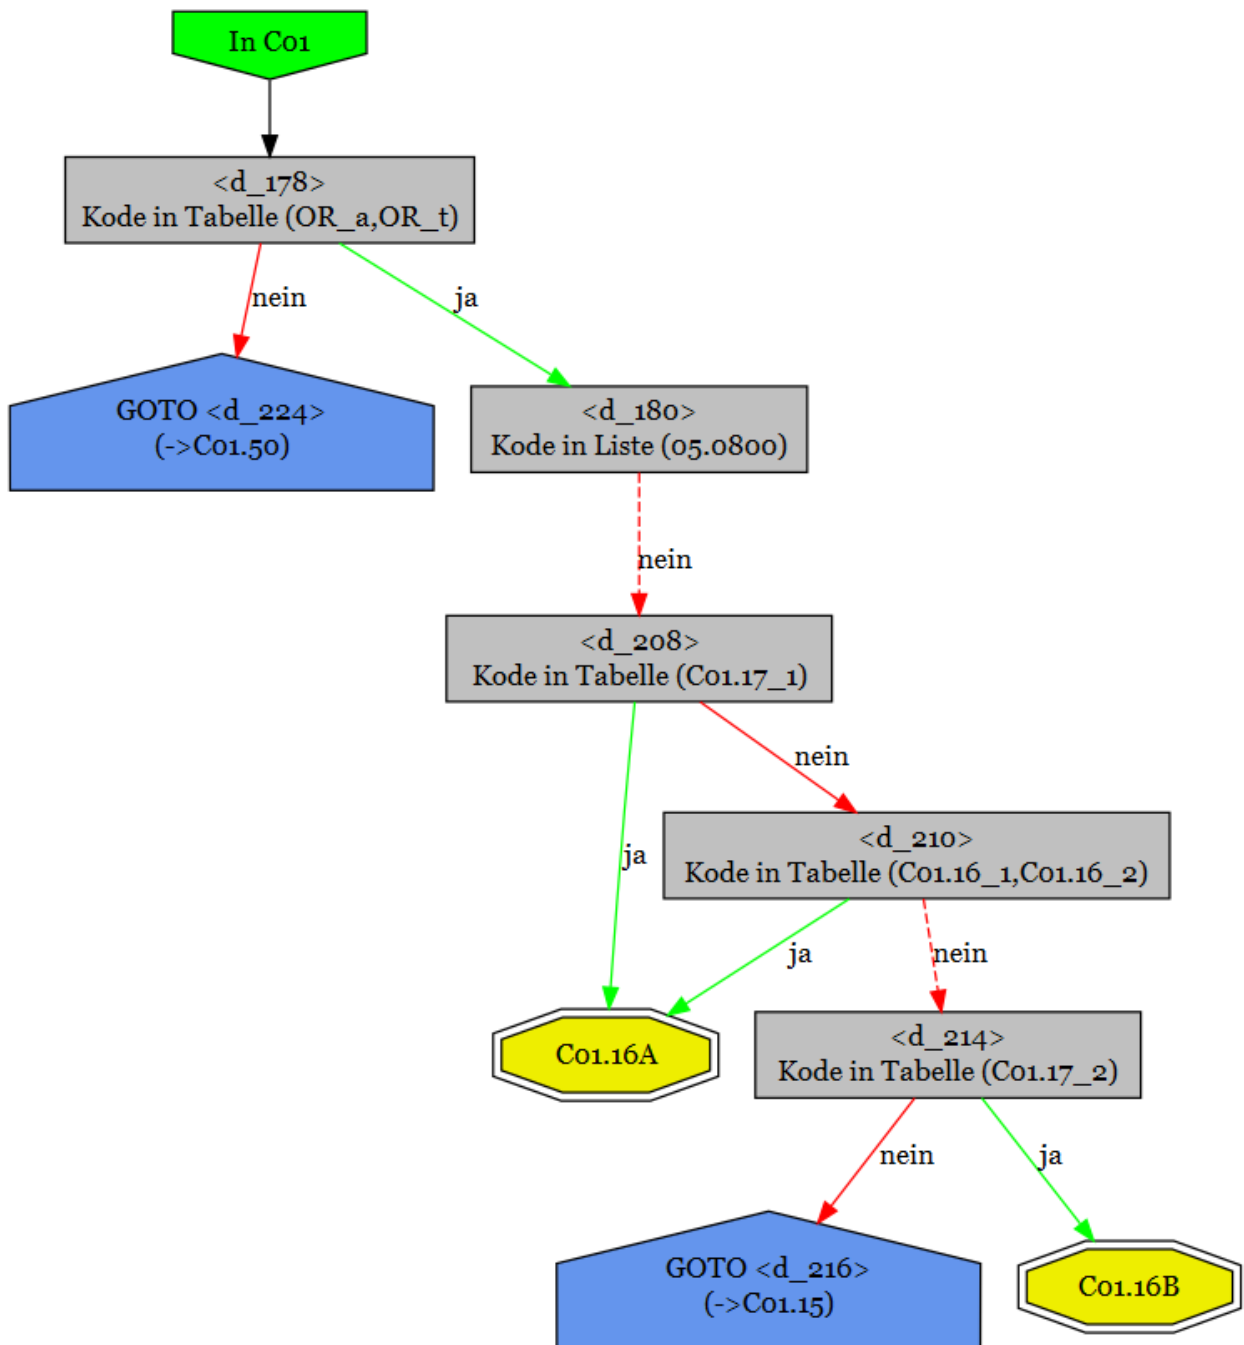 In C01
<d_178>
Kode in Tabelle (OR_a,OR_t)
nein
ja
GOTO <d_224>
(->C01.50)
<d_180>
Kode in Liste (05.0800)
nein
<d_208>
Kode in Tabelle (C01.17_1)
nein
ja
<d_210>
Kode in Tabelle (C01.16_1,C01.16_2)
ja
nein
C01.16A
<d_214>
Kode in Tabelle (C01.17_2)
nein
ja
GOTO <d_216>
(->C01.15)
C01.16B